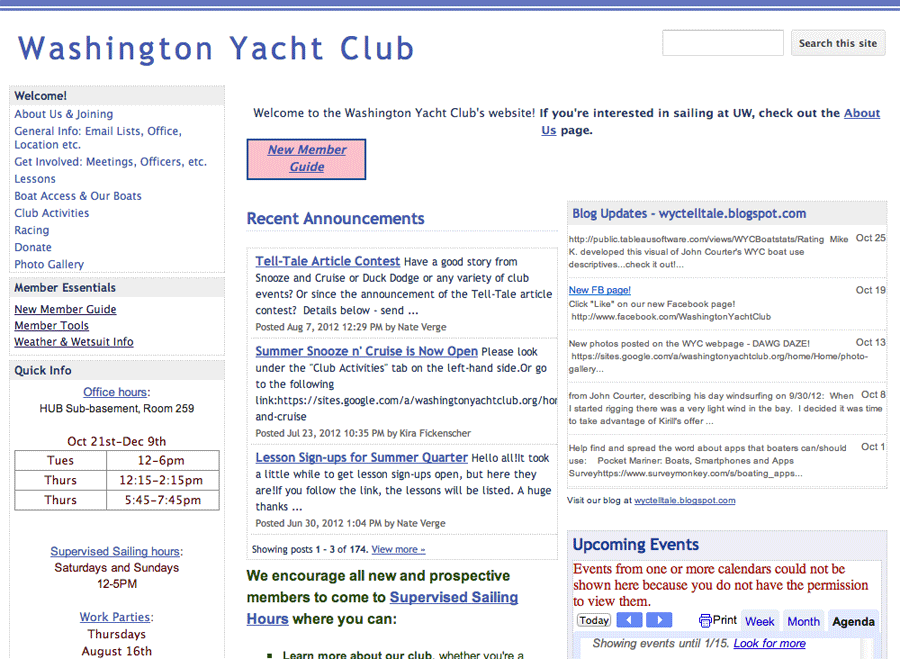 Washington Yacht Club
Search this site
Welcome!
About Us & Joining
General Info: Email Lists, Office,
Location etc.
Get Involved: Meetings, Officers, etc.
Lessons
Boat Access & Our Boats
Club Activities
Racing
Donate
Photo Gallery
Member Essentials
New Member Guide
Member Tools
Weather & Wetsuit Info
Quick Info
Office hours:
HUB Sub-basement, Room 259
Oct 21st-Dec 9th
Tues 12-6pm
Thurs 12:15-2:15pm
Thurs 5:45-7:45pm
Supervised Sailing hours:
Saturdays and Sundays
12-5PM
Work Parties:
Thursdays
August 16th
Welcome to the Washington Yacht Club's website! If you're interested in sailing at UW, check out the About
Us page.
New Member
Guide
Recent Announcements
Tell-Tale Article Contest Have a good story from
Snooze and Cruise or Duck Dodge or any variety of club
events? Or since the announcement of the Tell-Tale article
contest? Details below - send ...
Posted Aug 7, 2012 12:29 PM by Nate Verge
Summer Snooze n' Cruise is Now Open Please look
under the "Club Activities" tab on the left-hand side.Or go
to the following
link:https://sites.google.com/a/washingtonyachtclub.org/hor
and-cruise
Posted Jul 23, 2012 10:35 PM by Kira Fickenscher
Lesson Sign-ups for Summer Quarter Hello all!It took
a little while to get lesson sign-ups open, but here they
are!If you follow the link, the lessons will be listed. A huge
thanks ...
Posted Jun 30, 2012 1:04 PM by Nate Verge
Showing posts 1 - 3 of 174. View more »
We encourage all new and prospective
members to come to Supervised Sailing
Hours where you can:
▪ Learn more about our club, whether you're a
Blog Updates - wyctelltale.blogspot.com
http://public.tableausoftware.com/views/WYCBoatstats/Rating Mike Oct 25
K. developed this visual of John Courter's WYC boat use
descriptives...check it out!...
New FB page! Oct 19
Click "Like" on our new Facebook page!
http://www.facebook.com/WashingtonYachtClub
New photos posted on the WYC webpage - DAWG DAZE! Oct 13
https://sites.google.com/a/washingtonyachtclub.org/home/Home/photo-
gallery...
from John Courter, describing his day windsurfing on 9/30/12: When Oct 8
I started rigging there was a very light wind in the bay. I decided it was time
to take advantage of Kirill's offer ...
Help find and spread the word about apps that boaters can/should Oct 1
use: Pocket Mariner: Boats, Smartphones and Apps
Surveyhttps://www.surveymonkey.com/s/boating_apps...
Visit our blog at wyctelltale.blogspot.com
Upcoming Events
Events from one or more calendars could not be
shown here because you do not have the permission
to view them.
Today Print Week Month Agenda
Showing events until 1/15. Look for more